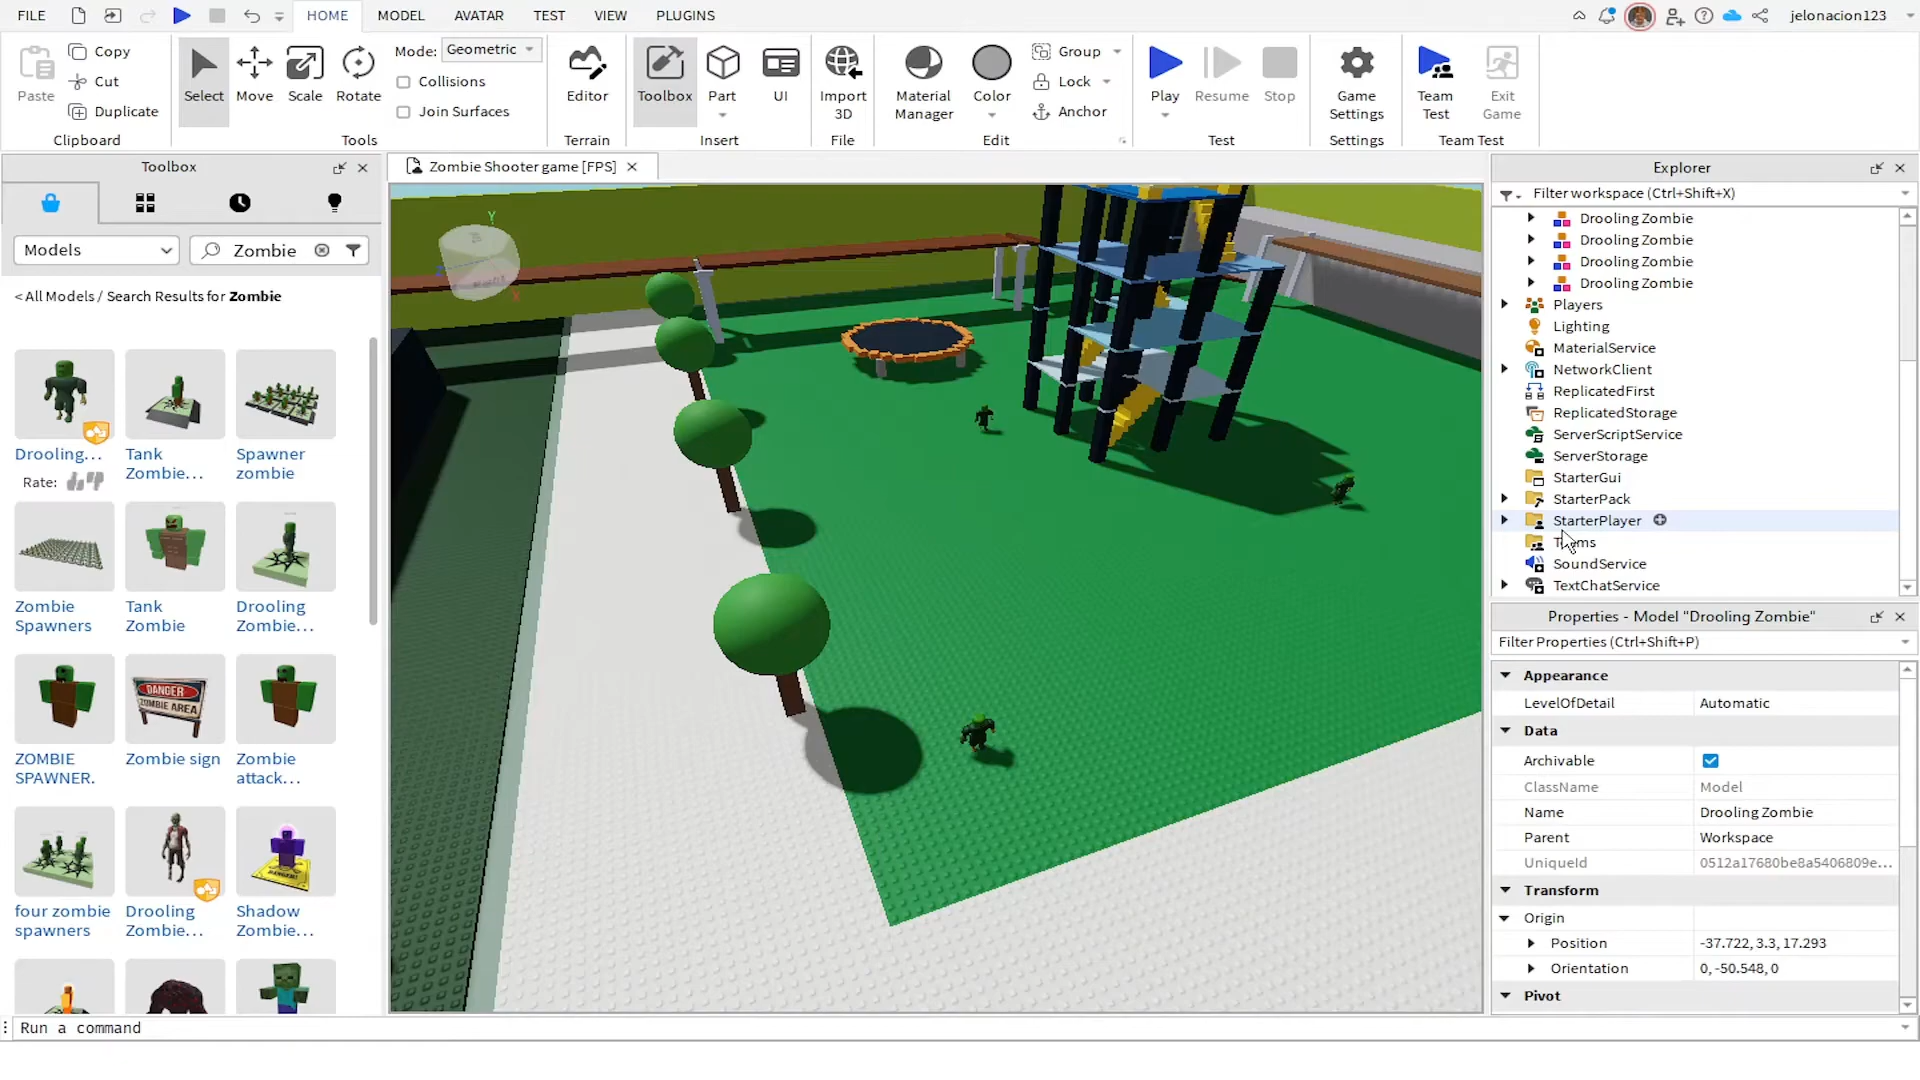 FILE HOME MODEL AVATAR TEST VIEW PLUGINS jelonacion123
Paste Copy Cut Duplicate Clipboard
Select Move Scale Rotate Mode: Geometric Collisions Join Surfaces Tools
Editor Terrain
Toolbox Part UI Insert
Import 3D File
Material Manager Color Group Lock Anchor Edit
Play Resume Stop Test
Game Settings Settings
Team Test Exit Game Team Test
Toolbox
Models Zombie
< All Models / Search Results for Zombie
Drooling... Tank Zombie... Spawner zombie
Rate:
Zombie Spawners Tank Zombie Drooling Zombie...
ZOMBIE SPAWNER. Zombie sign Zombie attack...
DANGER
ZOMBIE AREA
four zombie spawners Drooling Zombie... Shadow Zombie...
Zombie Shooter game [FPS]
Y
X
Explorer
Filter workspace (Ctrl+Shift+X)
Drooling Zombie
Drooling Zombie
Drooling Zombie
Drooling Zombie
Players
Lighting
MaterialService
NetworkClient
ReplicatedFirst
ReplicatedStorage
ServerScriptService
ServerStorage
StarterGui
StarterPack
StarterPlayer
Teams
SoundService
TextChatService
Properties - Model "Drooling Zombie"
Filter Properties (Ctrl+Shift+P)
Appearance
LevelOfDetail Automatic
Data
Archivable
ClassName Model
Name Drooling Zombie
Parent Workspace
UniqueId 0512a17680be8a5406809e...
Transform
Origin
Position -37.722, 3.3, 17.293
Orientation 0, -50.548, 0
Pivot
Run a command